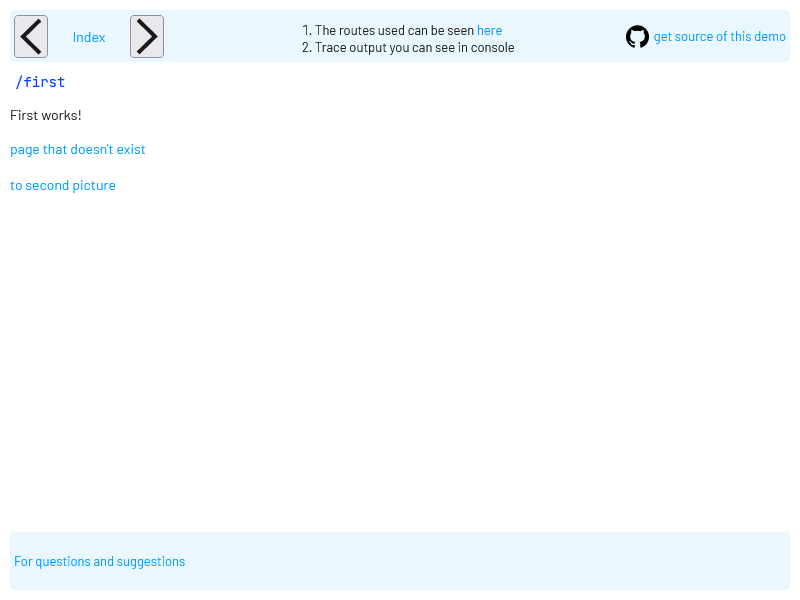 Index
1. The routes used can be seen here
2. Trace output you can see in console
get source of this demo
/first
First works!
page that doesn't exist
to second picture
For questions and suggestions